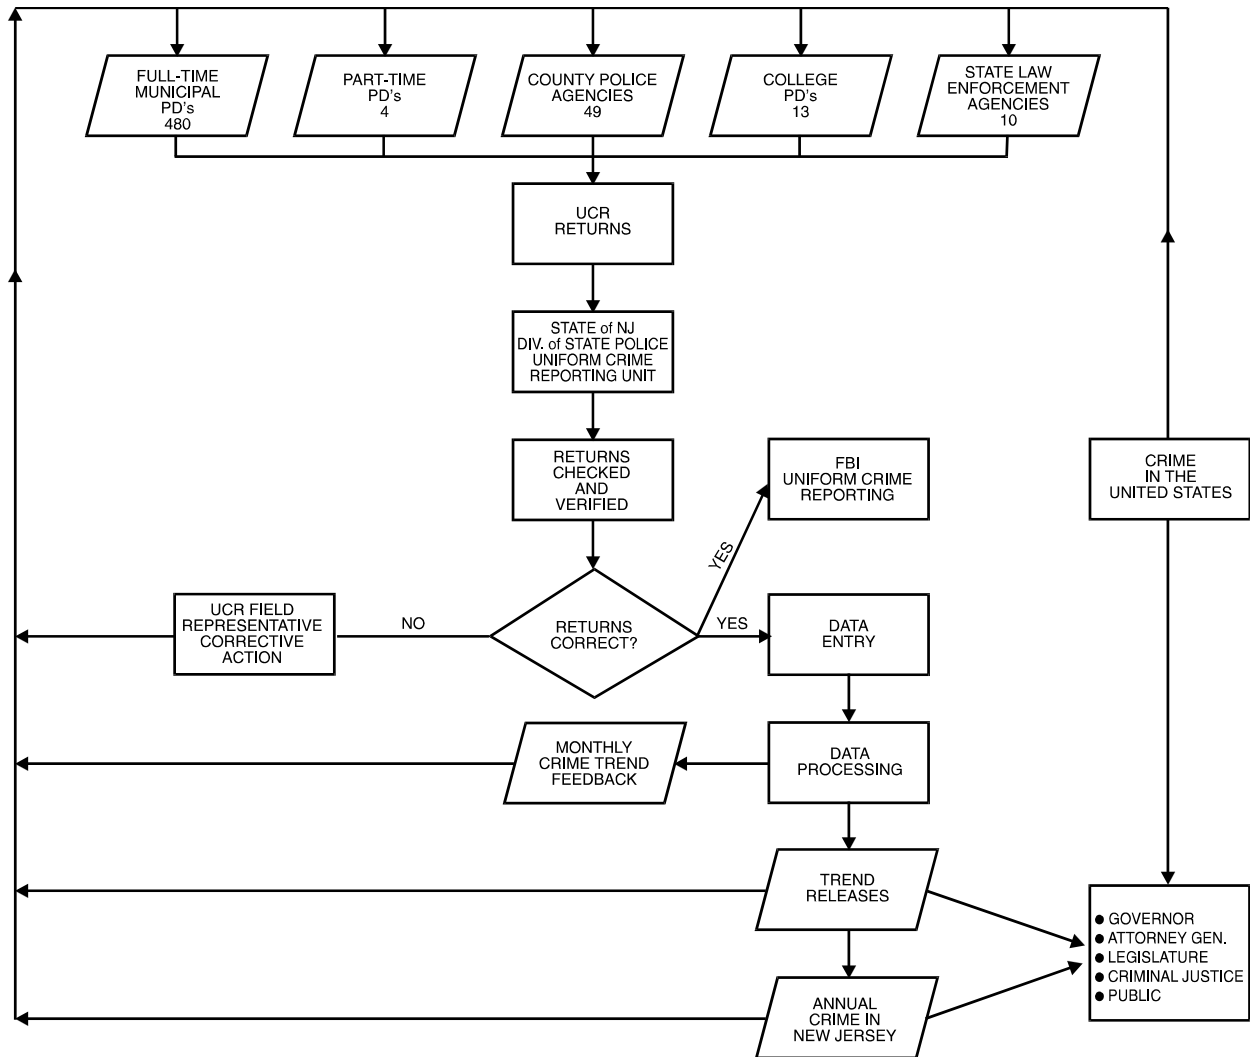 FULL-TIME
MUNICIPAL
PD's
480
PART-TIME
PD's
4
COUNTY POLICE
AGENCIES
49
COLLEGE
PD's
13
STATE LAW
ENFORCEMENT
AGENCIES
10
UCR
RETURNS
STATE of NJ
DIV. of STATE POLICE
UNIFORM CRIME
REPORTING UNIT
RETURNS
CHECKED
AND
VERIFIED
FBI
UNIFORM CRIME
REPORTING
CRIME
IN THE
UNITED STATES
YES
UCR FIELD
REPRESENTATIVE
CORRECTIVE
ACTION
NO
RETURNS
CORRECT?
YES
DATA
ENTRY
MONTHLY
CRIME TREND
FEEDBACK
DATA
PROCESSING
TREND
RELEASES
● GOVERNOR
● ATTORNEY GEN.
● LEGISLATURE
● CRIMINAL JUSTICE
● PUBLIC
ANNUAL
CRIME IN
NEW JERSEY